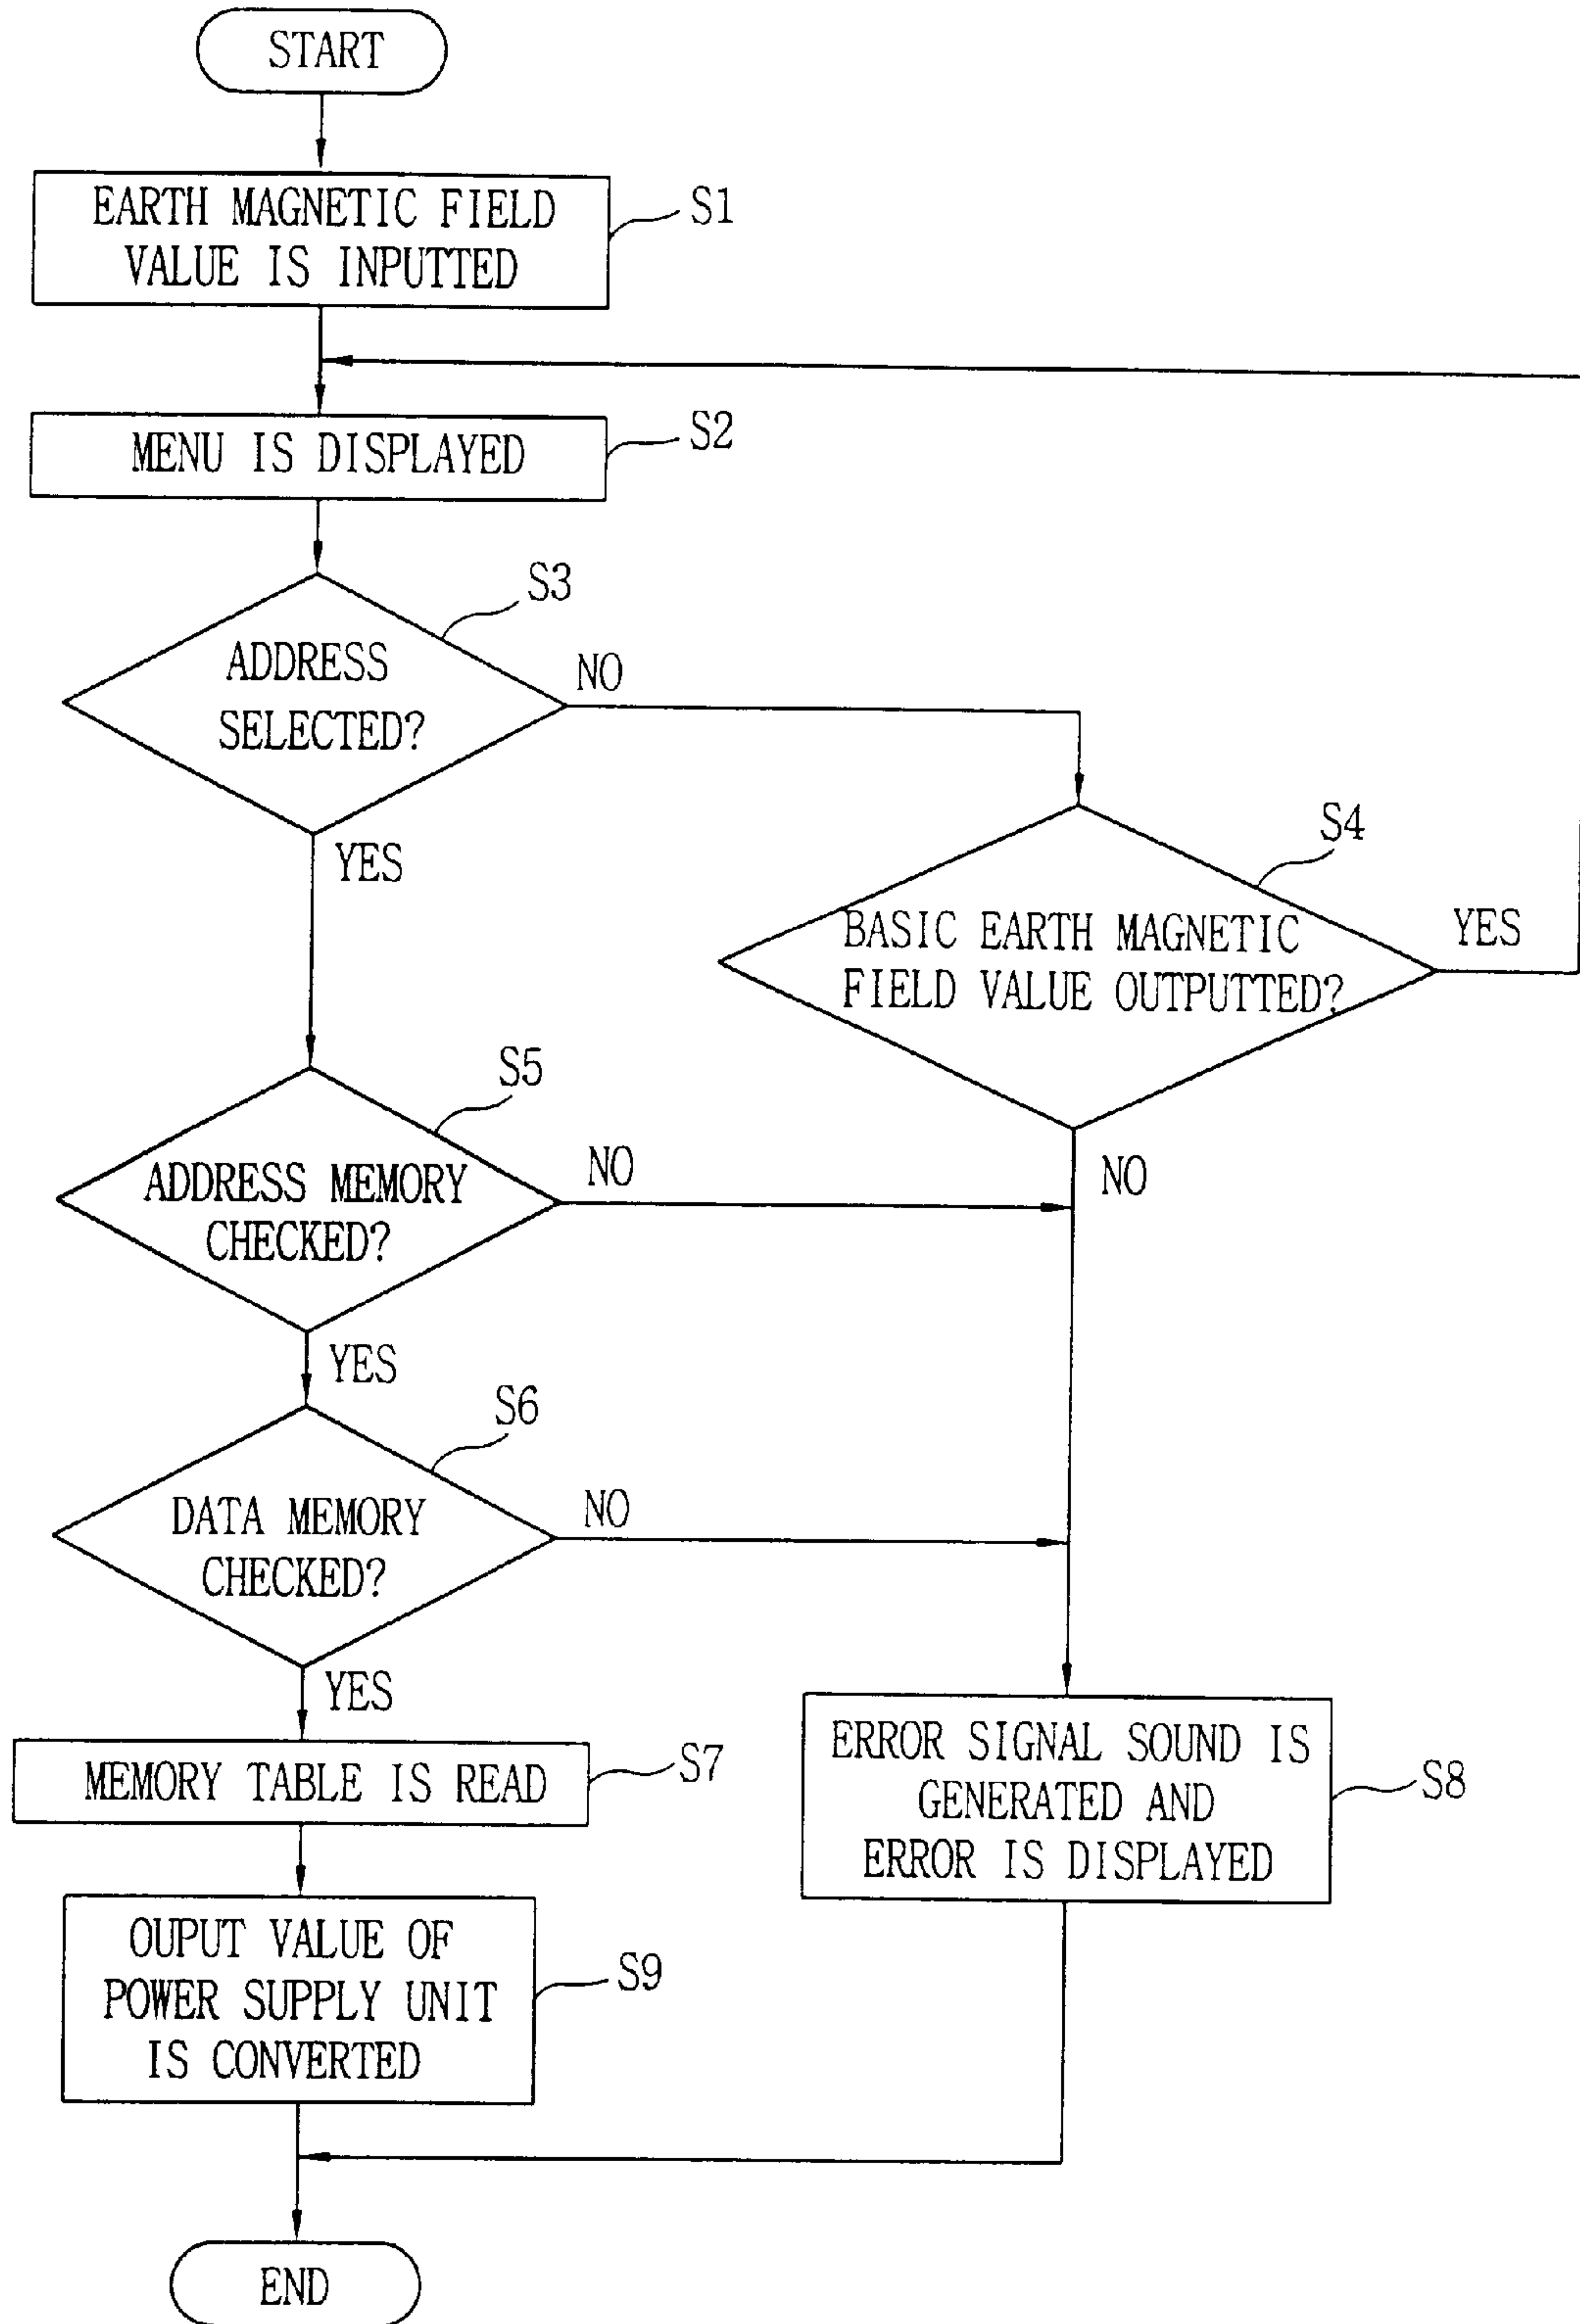 START
EARTH MAGNETIC FIELD
VALUE IS INPUTTED
S1
MENU IS DISPLAYED
S2
S3
ADDRESS
SELECTED?
NO
YES
S4
BASIC EARTH MAGNETIC
FIELD VALUE OUTPUTTED?
YES
NO
S5
ADDRESS MEMORY
CHECKED?
NO
YES
S6
DATA MEMORY
CHECKED?
NO
YES
MEMORY TABLE IS READ
S7
ERROR SIGNAL SOUND IS
GENERATED AND
ERROR IS DISPLAYED
S8
OUPUT VALUE OF
POWER SUPPLY UNIT
IS CONVERTED
S9
END